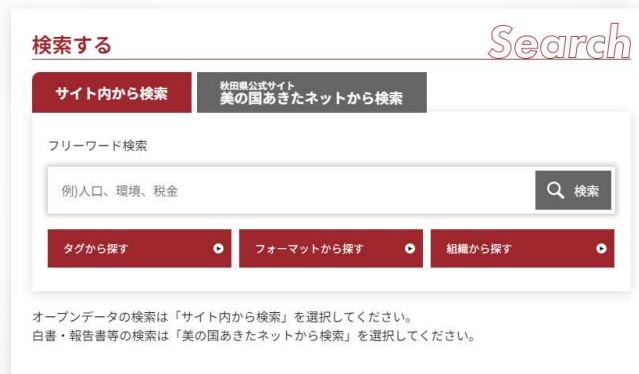 検索する
Search
サイト内から検索
秋田県公式サイト
美の国あきたネットから検索
フリーワード検索
例)人口、環境、税金
検索
タグから探す
フォーマットから探す
組織から探す
オープンデータの検索は「サイト内から検索」を選択してください。
白書・報告書等の検索は「美の国あきたネットから検索」を選択してください。